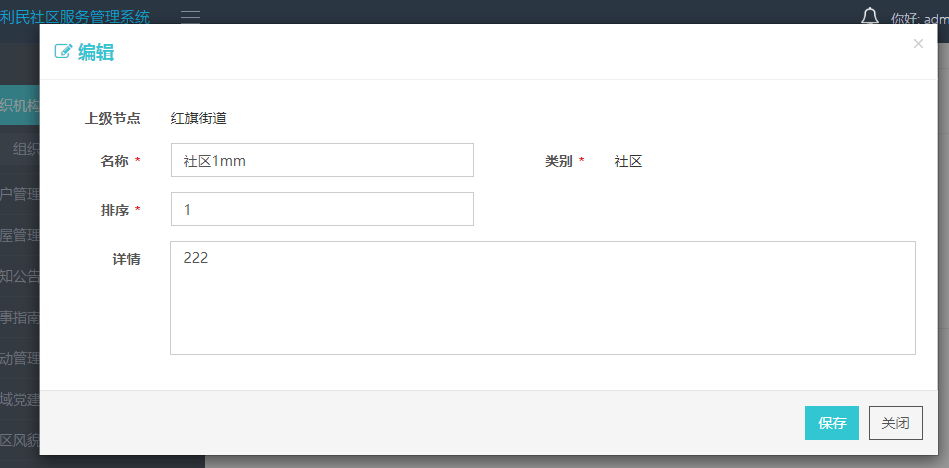 利民社区服务管理系统
你好: adm
编辑
×
上级节点 红旗街道
名称 * 社区1mm 类别 * 社区
排序 * 1
详情 222
织机构
组织
户管理
屋管理
知公告
事指南
动管理
域党建
区风貌
保存 关闭